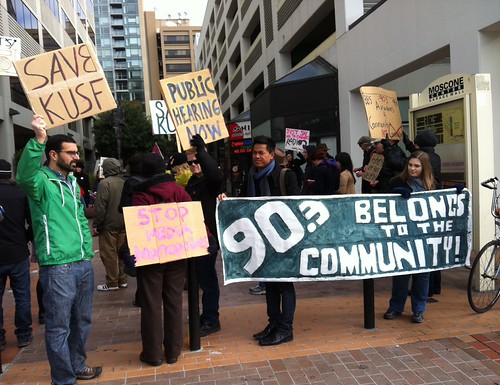 SAVE
KUSF
PUBLIC
HEARING
NOW
STOP
MEDIA
90.3
BELONGS
TO THE
COMMUNITY!
MOSCONE